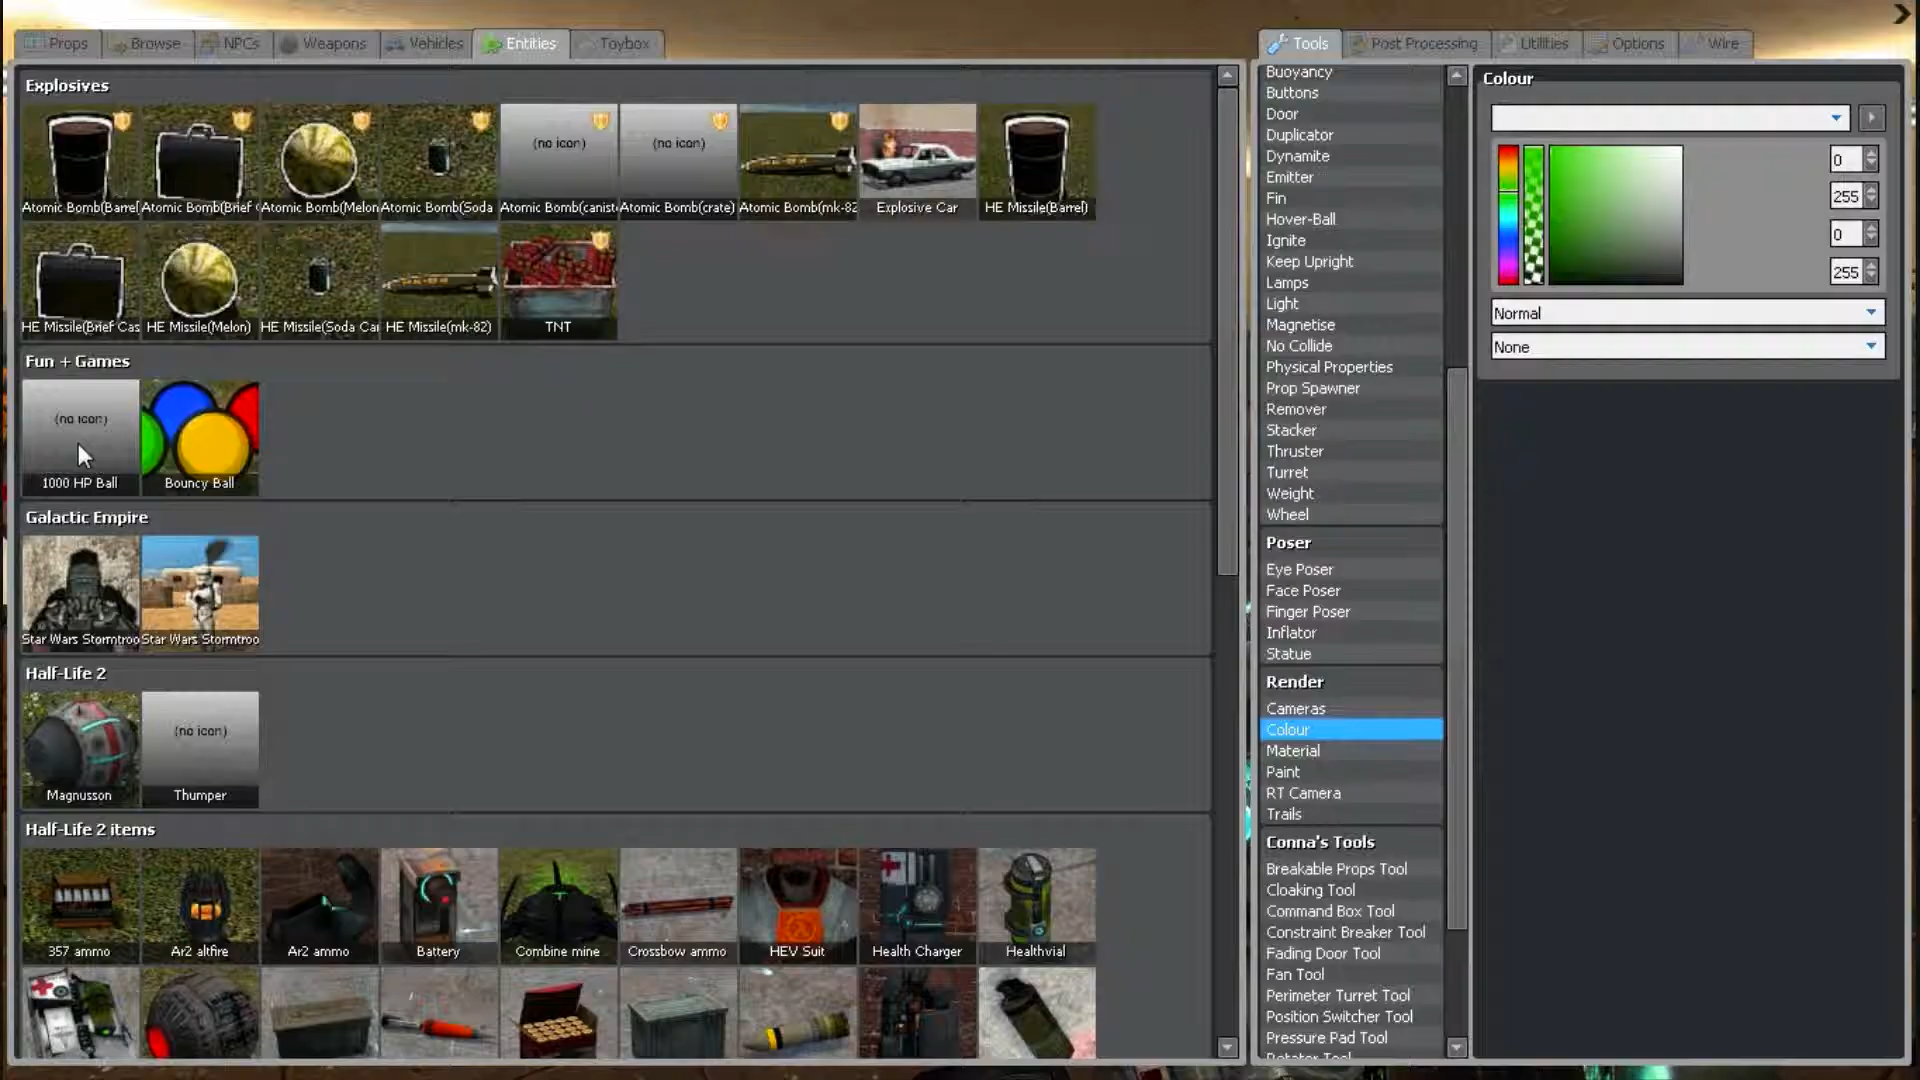 Props Browse NPCs Weapons Vehicles Entities Toybox
Explosives
(no icon) (no icon)
Atomic Bomb(Barrel Atomic Bomb(Brief Atomic Bomb(Melon Atomic Bomb(Soda Atomic Bomb(canist Atomic Bomb(crate) Atomic Bomb(mk-82 Explosive Car HE Missile(Barrel)
HE Missile(Brief Cas HE Missile(Melon) HE Missile(Soda Car HE Missile(mk-82) TNT
Fun + Games
(no icon)
1000 HP Ball Bouncy Ball
Galactic Empire
Star Wars Stormtroo Star Wars Stormtroo
Half-Life 2
(no icon)
Magnusson Thumper
Half-Life 2 items
357 ammo Ar2 altfire Ar2 ammo Battery Combine mine Crossbow ammo HEV Suit Health Charger Healthvial
Tools Post Processing Utilities Options Wire
Buoyancy
Buttons
Door
Duplicator
Dynamite
Emitter
Fin
Hover-Ball
Ignite
Keep Upright
Lamps
Light
Magnetise
No Collide
Physical Properties
Prop Spawner
Remover
Stacker
Thruster
Turret
Weight
Wheel
Poser
Eye Poser
Face Poser
Finger Poser
Inflator
Statue
Render
Cameras
Colour
Material
Paint
RT Camera
Trails
Conna's Tools
Breakable Props Tool
Cloaking Tool
Command Box Tool
Constraint Breaker Tool
Fading Door Tool
Fan Tool
Perimeter Turret Tool
Position Switcher Tool
Pressure Pad Tool
Rotator Tool
Colour
0
255
0
255
Normal
None